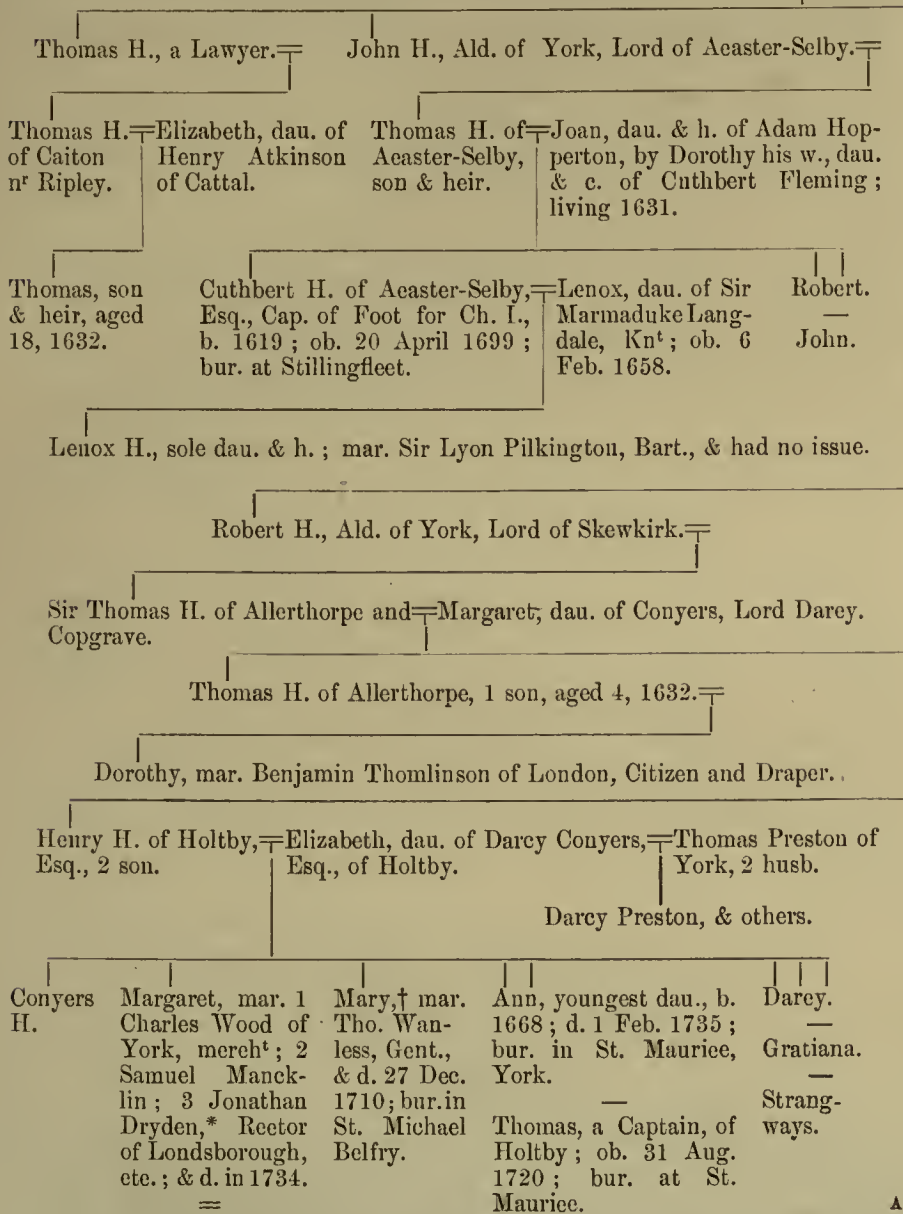 Thomas H., a Lawyer.
John H., Ald. of York, Lord of Acaster-Selby.
Thomas H.
of Caiton
nʳ Ripley.
Elizabeth, dau. of
Henry Atkinson
of Cattal.
Thomas H. of
Acaster-Selby,
son & heir.
Joan, dau. & h. of Adam Hop-
perton, by Dorothy his w., dau.
& c. of Cuthbert Fleming ;
living 1631.
Thomas, son
& heir, aged
18, 1632.
Cuthbert H. of Acaster-Selby,
Esq., Cap. of Foot for Ch. I.,
b. 1619 ; ob. 20 April 1699 ;
bur. at Stillingfleet.
Lenox, dau. of Sir
Marmaduke Lang-
dale, Knᵗ ; ob. 6
Feb. 1658.
Robert.
—
John.
Lenox H., sole dau. & h. ; mar. Sir Lyon Pilkington, Bart., & had no issue.
Robert H., Ald. of York, Lord of Skewkirk.
Sir Thomas H. of Allerthorpe and
Copgrave.
Margaret, dau. of Conyers, Lord Darcy.
Thomas H. of Allerthorpe, 1 son, aged 4, 1632.
Dorothy, mar. Benjamin Thomlinson of London, Citizen and Draper.
Henry H. of Holtby,
Esq., 2 son.
Elizabeth, dau. of Darcy Conyers,
Esq., of Holtby.
Thomas Preston of
York, 2 husb.
Darcy Preston, & others.
Conyers
H.
Margaret, mar. 1
Charles Wood of
York, merchᵗ ; 2
Samuel Manck-
lin ; 3 Jonathan
Dryden,* Rector
of Londsborough,
etc. ; & d. in 1734.
=
Mary,† mar.
Tho. Wan-
less, Gent.,
& d. 27 Dec.
1710; bur. in
St. Michael
Belfry.
Ann, youngest dau., b.
1668 ; d. 1 Feb. 1735 ;
bur. in St. Maurice,
York.
—
Thomas, a Captain, of
Holtby ; ob. 31 Aug.
1720 ; bur. at St.
Maurice.
Darcy.
—
Gratiana.
—
Strang-
ways.
A